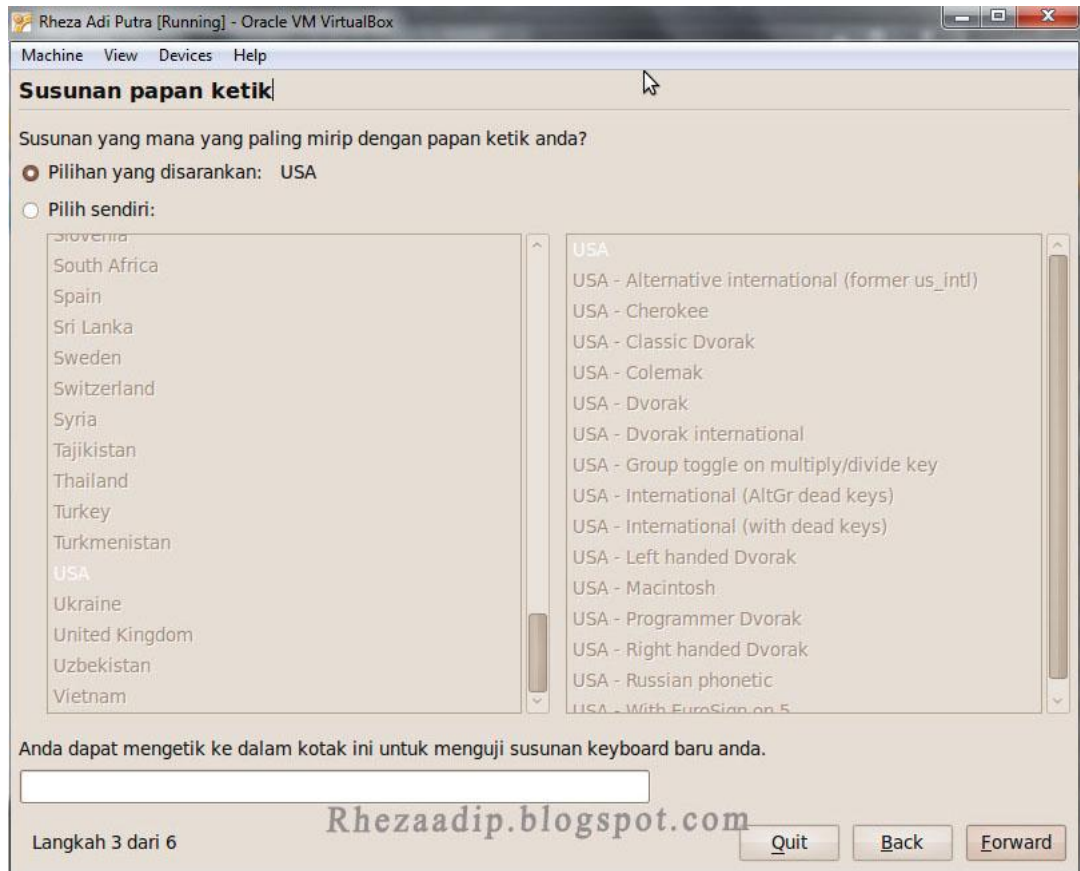 Rheza Adi Putra [Running] - Oracle VM VirtualBox
Machine View Devices Help
Susunan papan ketik
Susunan yang mana yang paling mirip dengan papan ketik anda?
Pilihan yang disarankan: USA
Pilih sendiri:
Slovenia
South Africa
Spain
Sri Lanka
Sweden
Switzerland
Syria
Tajikistan
Thailand
Turkey
Turkmenistan
USA
Ukraine
United Kingdom
Uzbekistan
Vietnam
USA
USA - Alternative international (former us_intl)
USA - Cherokee
USA - Classic Dvorak
USA - Colemak
USA - Dvorak
USA - Dvorak international
USA - Group toggle on multiply/divide key
USA - International (AltGr dead keys)
USA - International (with dead keys)
USA - Left handed Dvorak
USA - Macintosh
USA - Programmer Dvorak
USA - Right handed Dvorak
USA - Russian phonetic
USA - With EuroSign on 5
Anda dapat mengetik ke dalam kotak ini untuk menguji susunan keyboard baru anda.
Rhezaadip.blogspot.com
Langkah 3 dari 6
Quit Back Forward